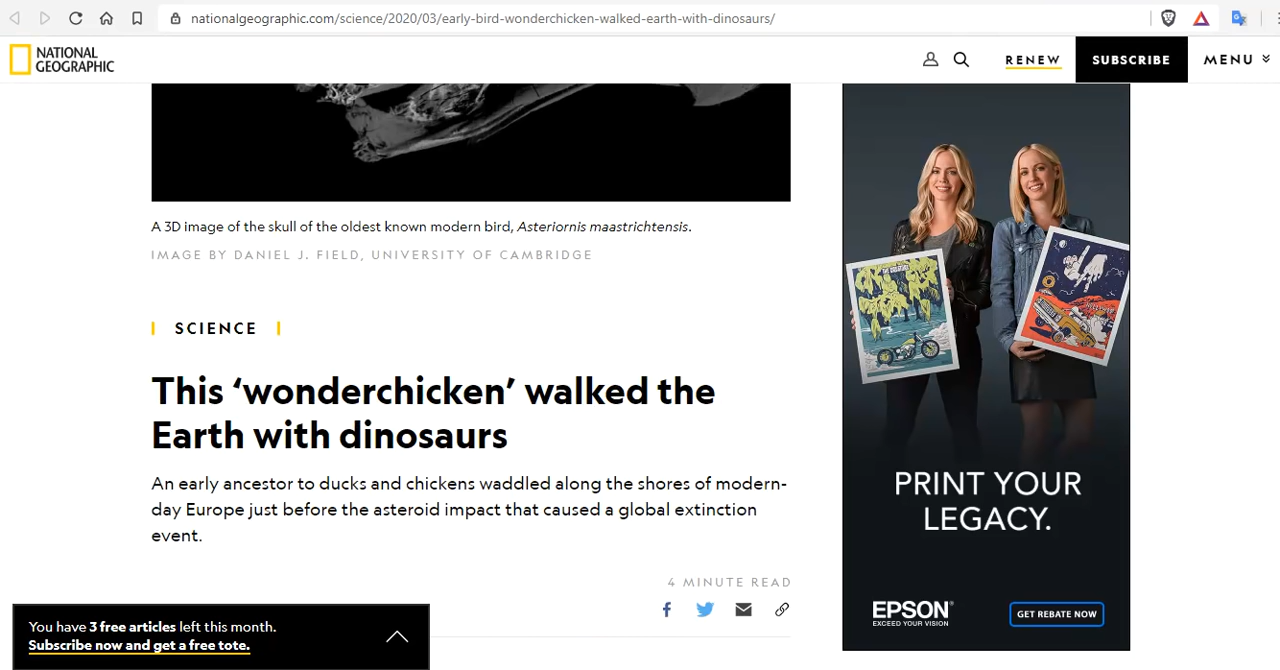 nationalgeographic.com/science/2020/03/early-bird-wonderchicken-walked-earth-with-dinosaurs/
NATIONAL
GEOGRAPHIC
RENEW
SUBSCRIBE
MENU
A 3D image of the skull of the oldest known modern bird, Asteriornis maastrichtensis.
IMAGE BY DANIEL J. FIELD, UNIVERSITY OF CAMBRIDGE
SCIENCE
This ‘wonderchicken’ walked the
Earth with dinosaurs
An early ancestor to ducks and chickens waddled along the shores of modern-
day Europe just before the asteroid impact that caused a global extinction
event.
4 MINUTE READ
You have 3 free articles left this month.
Subscribe now and get a free tote.
PRINT YOUR
LEGACY.
EPSON®
EXCEED YOUR VISION
GET REBATE NOW